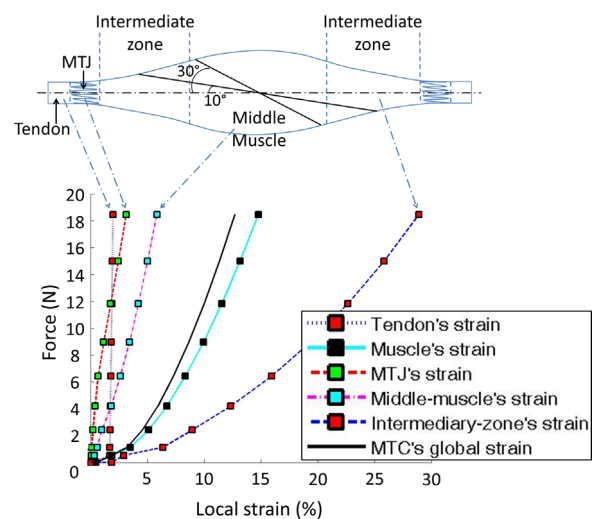 Intermediate
zone
Intermediate
zone
MTJ
30°
10°
Tendon
Middle
Muscle
20
18
16
14
12
10
8
6
4
2
0
Force (N)
5
10
15
20
25
30
Local strain (%)
Tendon's strain
Muscle's strain
MTJ's strain
Middle-muscle's strain
Intermediary-zone's strain
MTC's global strain